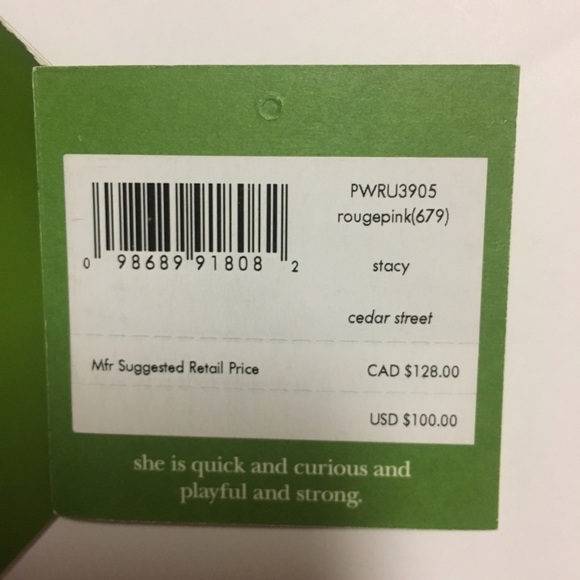 PWRU3905
rougepink(679)
0 98689 91808 2
stacy
cedar street
Mfr Suggested Retail Price CAD $128.00
USD $100.00
she is quick and curious and
playful and strong.